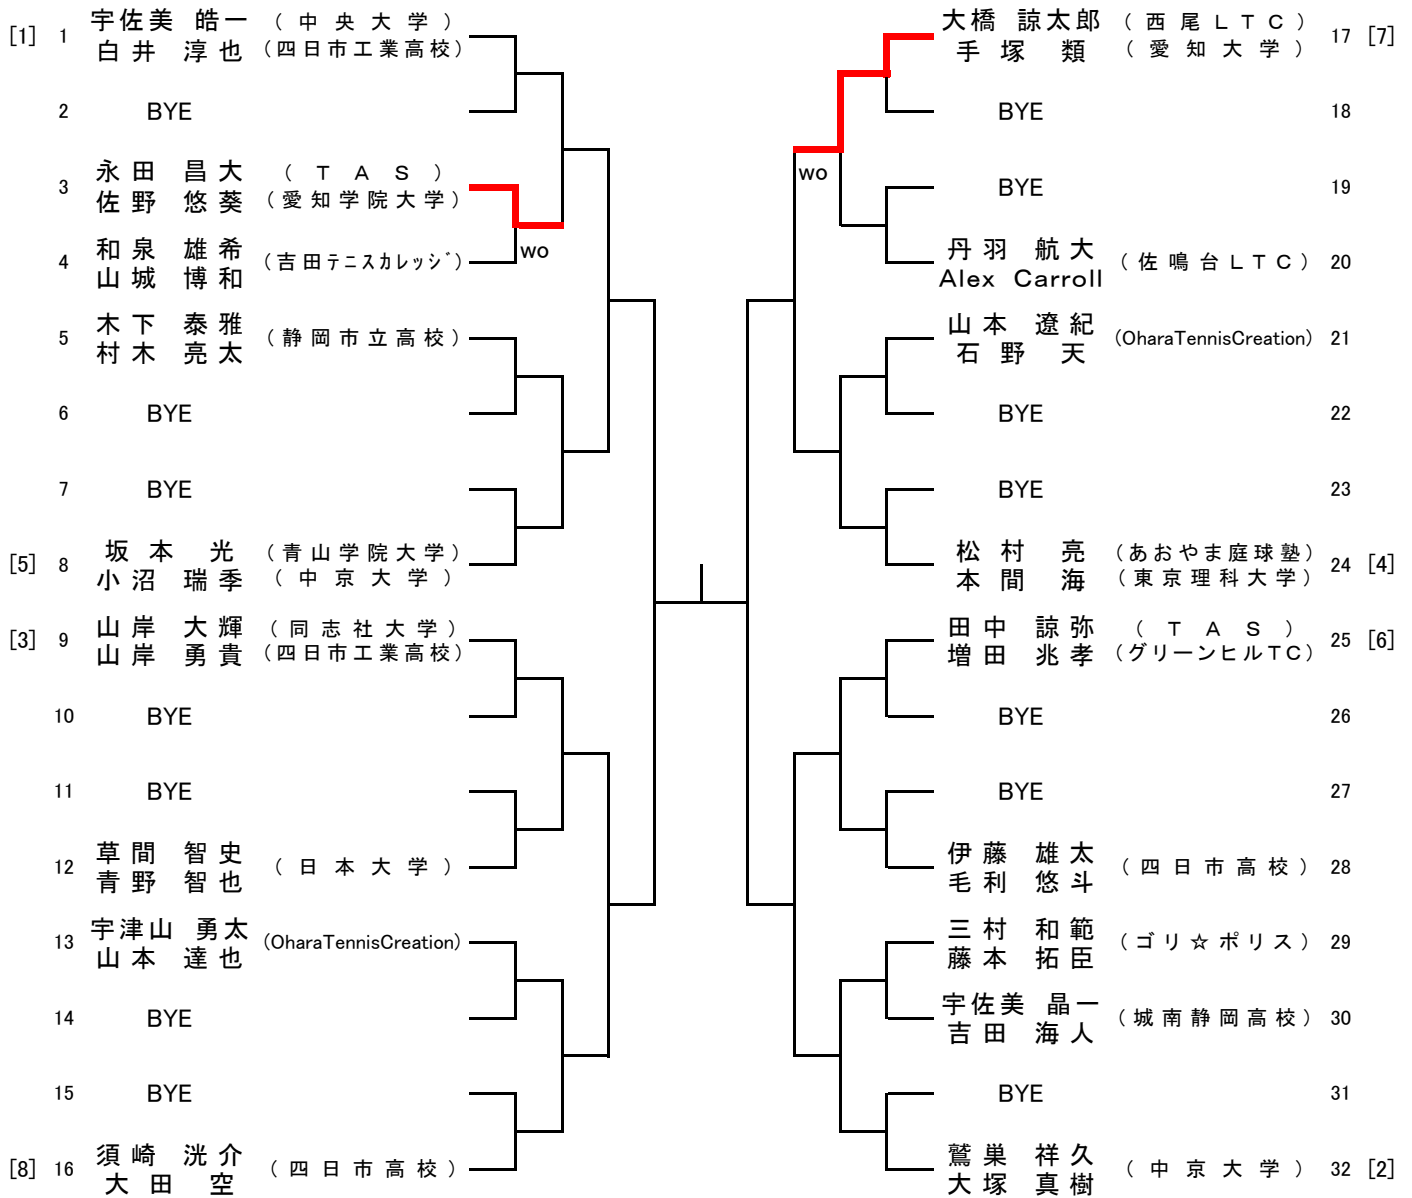 [1] 1 宇佐美 皓一 (中央大学)
白井 淳也 (四日市工業高校)
2 BYE
3 永田 昌大 (TAS)
佐野 悠葵 (愛知学院大学)
wo
4 和泉 雄希 (吉田テニスカレッジ)
山城 博和
5 木下 泰雅 (静岡市立高校)
村木 亮太
6 BYE
7 BYE
[5] 8 坂本 光 (青山学院大学)
小沼 瑞季 (中京大学)
[3] 9 山岸 大輝 (同志社大学)
山岸 勇貴 (四日市工業高校)
10 BYE
11 BYE
12 草間 智史 (日本大学)
青野 智也
13 宇津山 勇太 (OharaTennisCreation)
山本 達也
14 BYE
15 BYE
[8] 16 須崎 洸介 (四日市高校)
大田 空
大橋 諒太郎 (西尾LTC) 17 [7]
手塚 類 (愛知大学)
BYE 18
wo
BYE 19
丹羽 航大 (佐鳴台LTC) 20
Alex Carroll
山本 遼紀 (OharaTennisCreation) 21
石野 天
BYE 22
BYE 23
松村 亮 (あおやま庭球塾) 24 [4]
本間 海 (東京理科大学)
田中 諒弥 (TAS) 25 [6]
増田 兆孝 (グリーンヒルTC)
BYE 26
BYE 27
伊藤 雄太 (四日市高校) 28
毛利 悠斗
三村 和範 (ゴリ☆ポリス) 29
藤本 拓臣
宇佐美 晶一 (城南静岡高校) 30
吉田 海人
BYE 31
鷲巣 祥久 (中京大学) 32 [2]
大塚 真樹